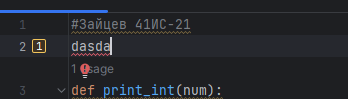 1 #Зайцев 41ИС-21
2 1 dasda
1 usage
3 def print_int(num):